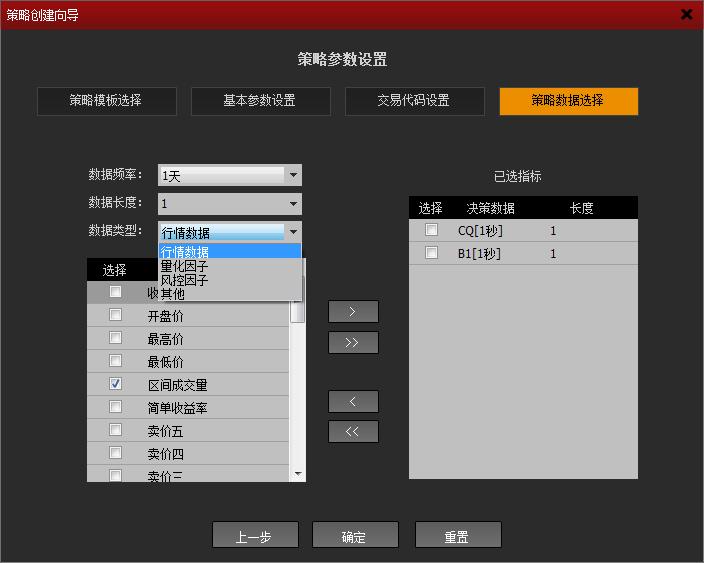 策略创建向导
策略参数设置
策略模板选择 基本参数设置 交易代码设置 策略数据选择
数据频率： 1天
数据长度： 1
数据类型： 行情数据
行情数据
量化因子
风控因子
其他
选择
收
开盘价
最高价
最低价
区间成交量
简单收益率
卖价五
卖价四
卖价三
>
>>
<
<<
已选指标
选择 决策数据 长度
CQ[1秒] 1
B1[1秒] 1
上一步 确定 重置